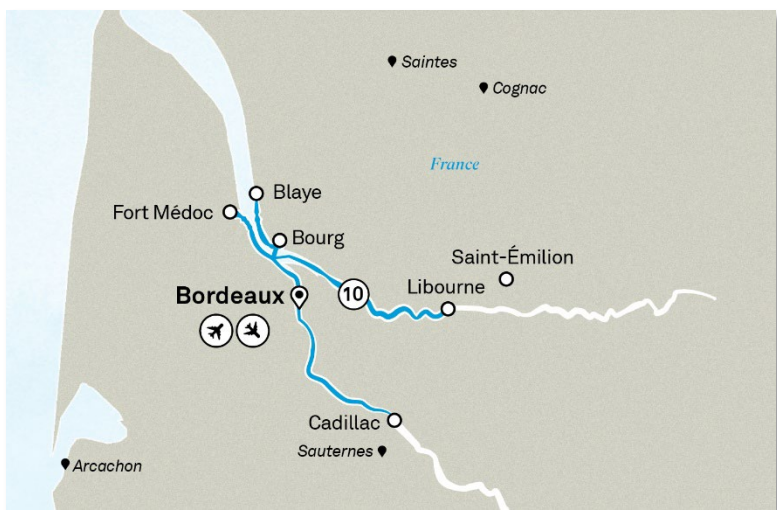 Saintes
Cognac
France
Blaye
Fort Médoc
Bourg
Saint-Émilion
Libourne
Bordeaux
10
Cadillac
Sauternes
Arcachon